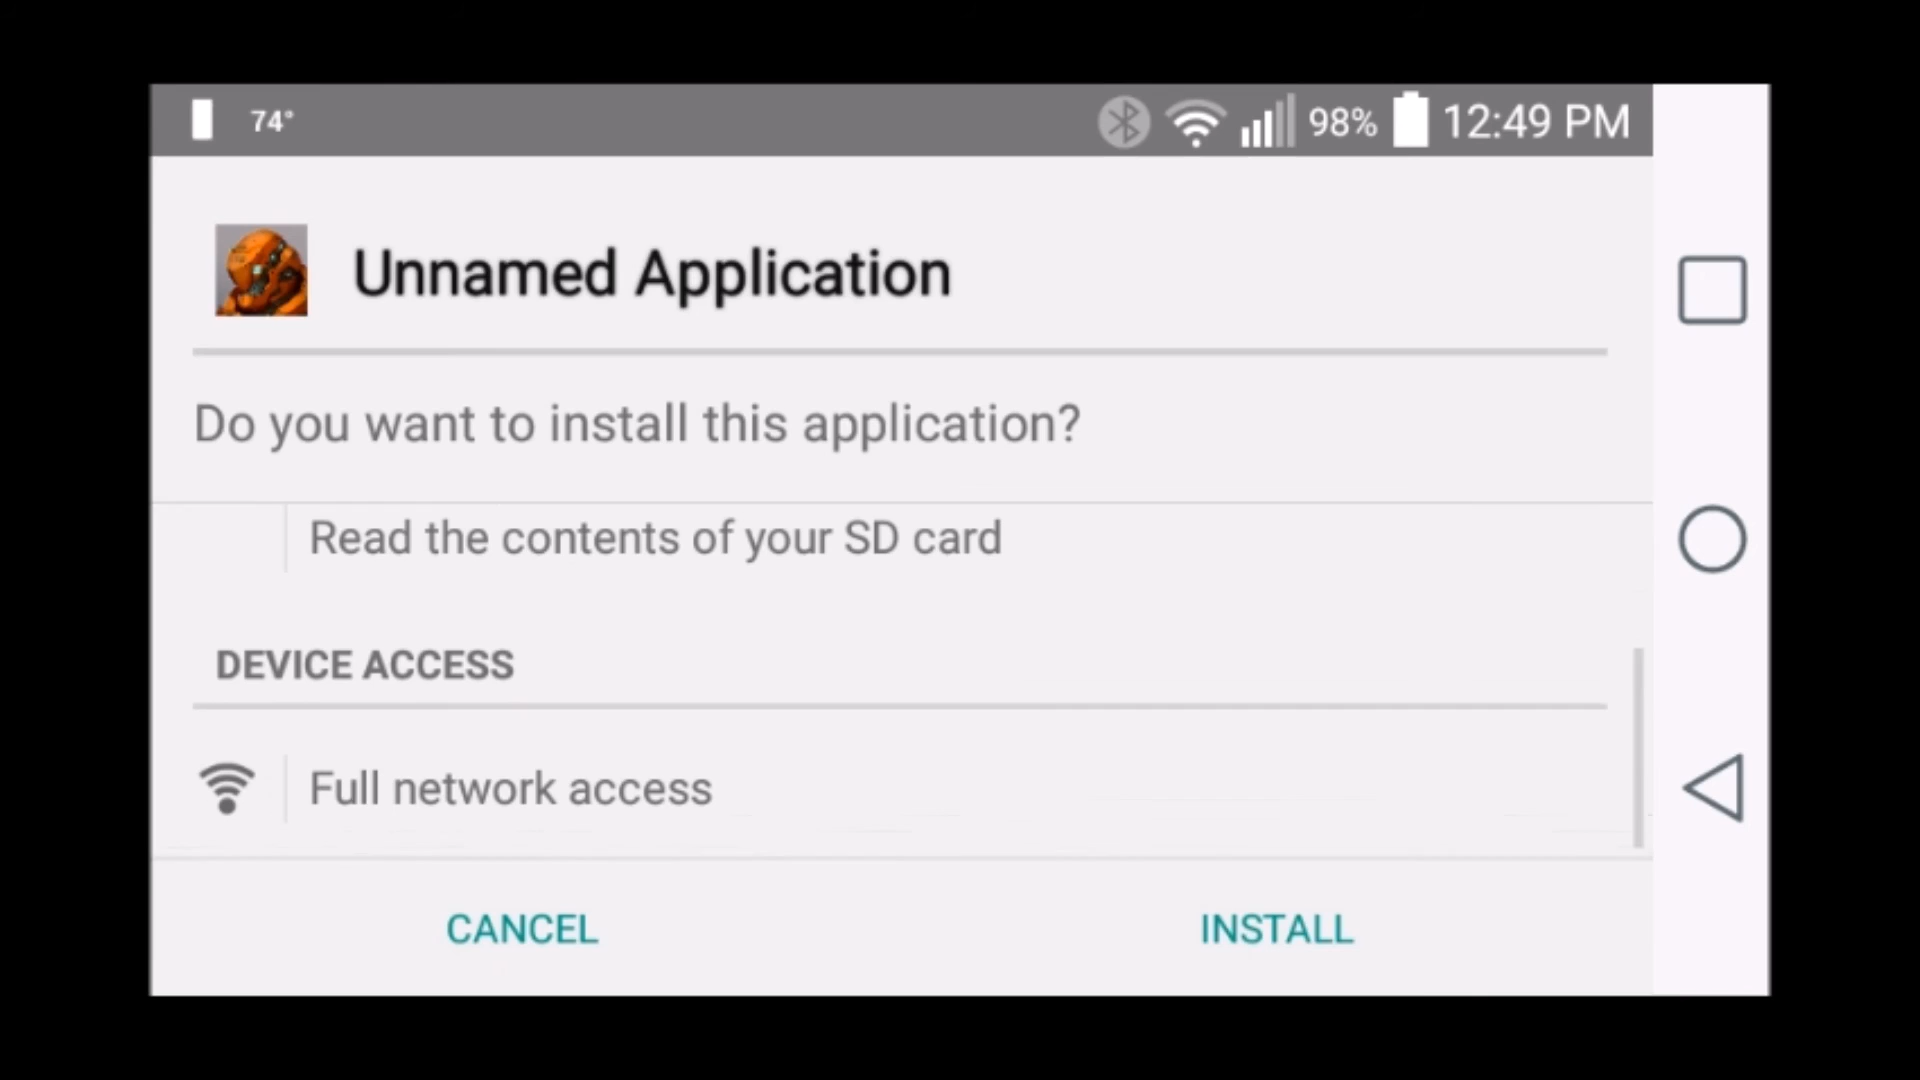 74° 98% 12:49 PM
Unnamed Application
Do you want to install this application?
Read the contents of your SD card
DEVICE ACCESS
Full network access
CANCEL INSTALL